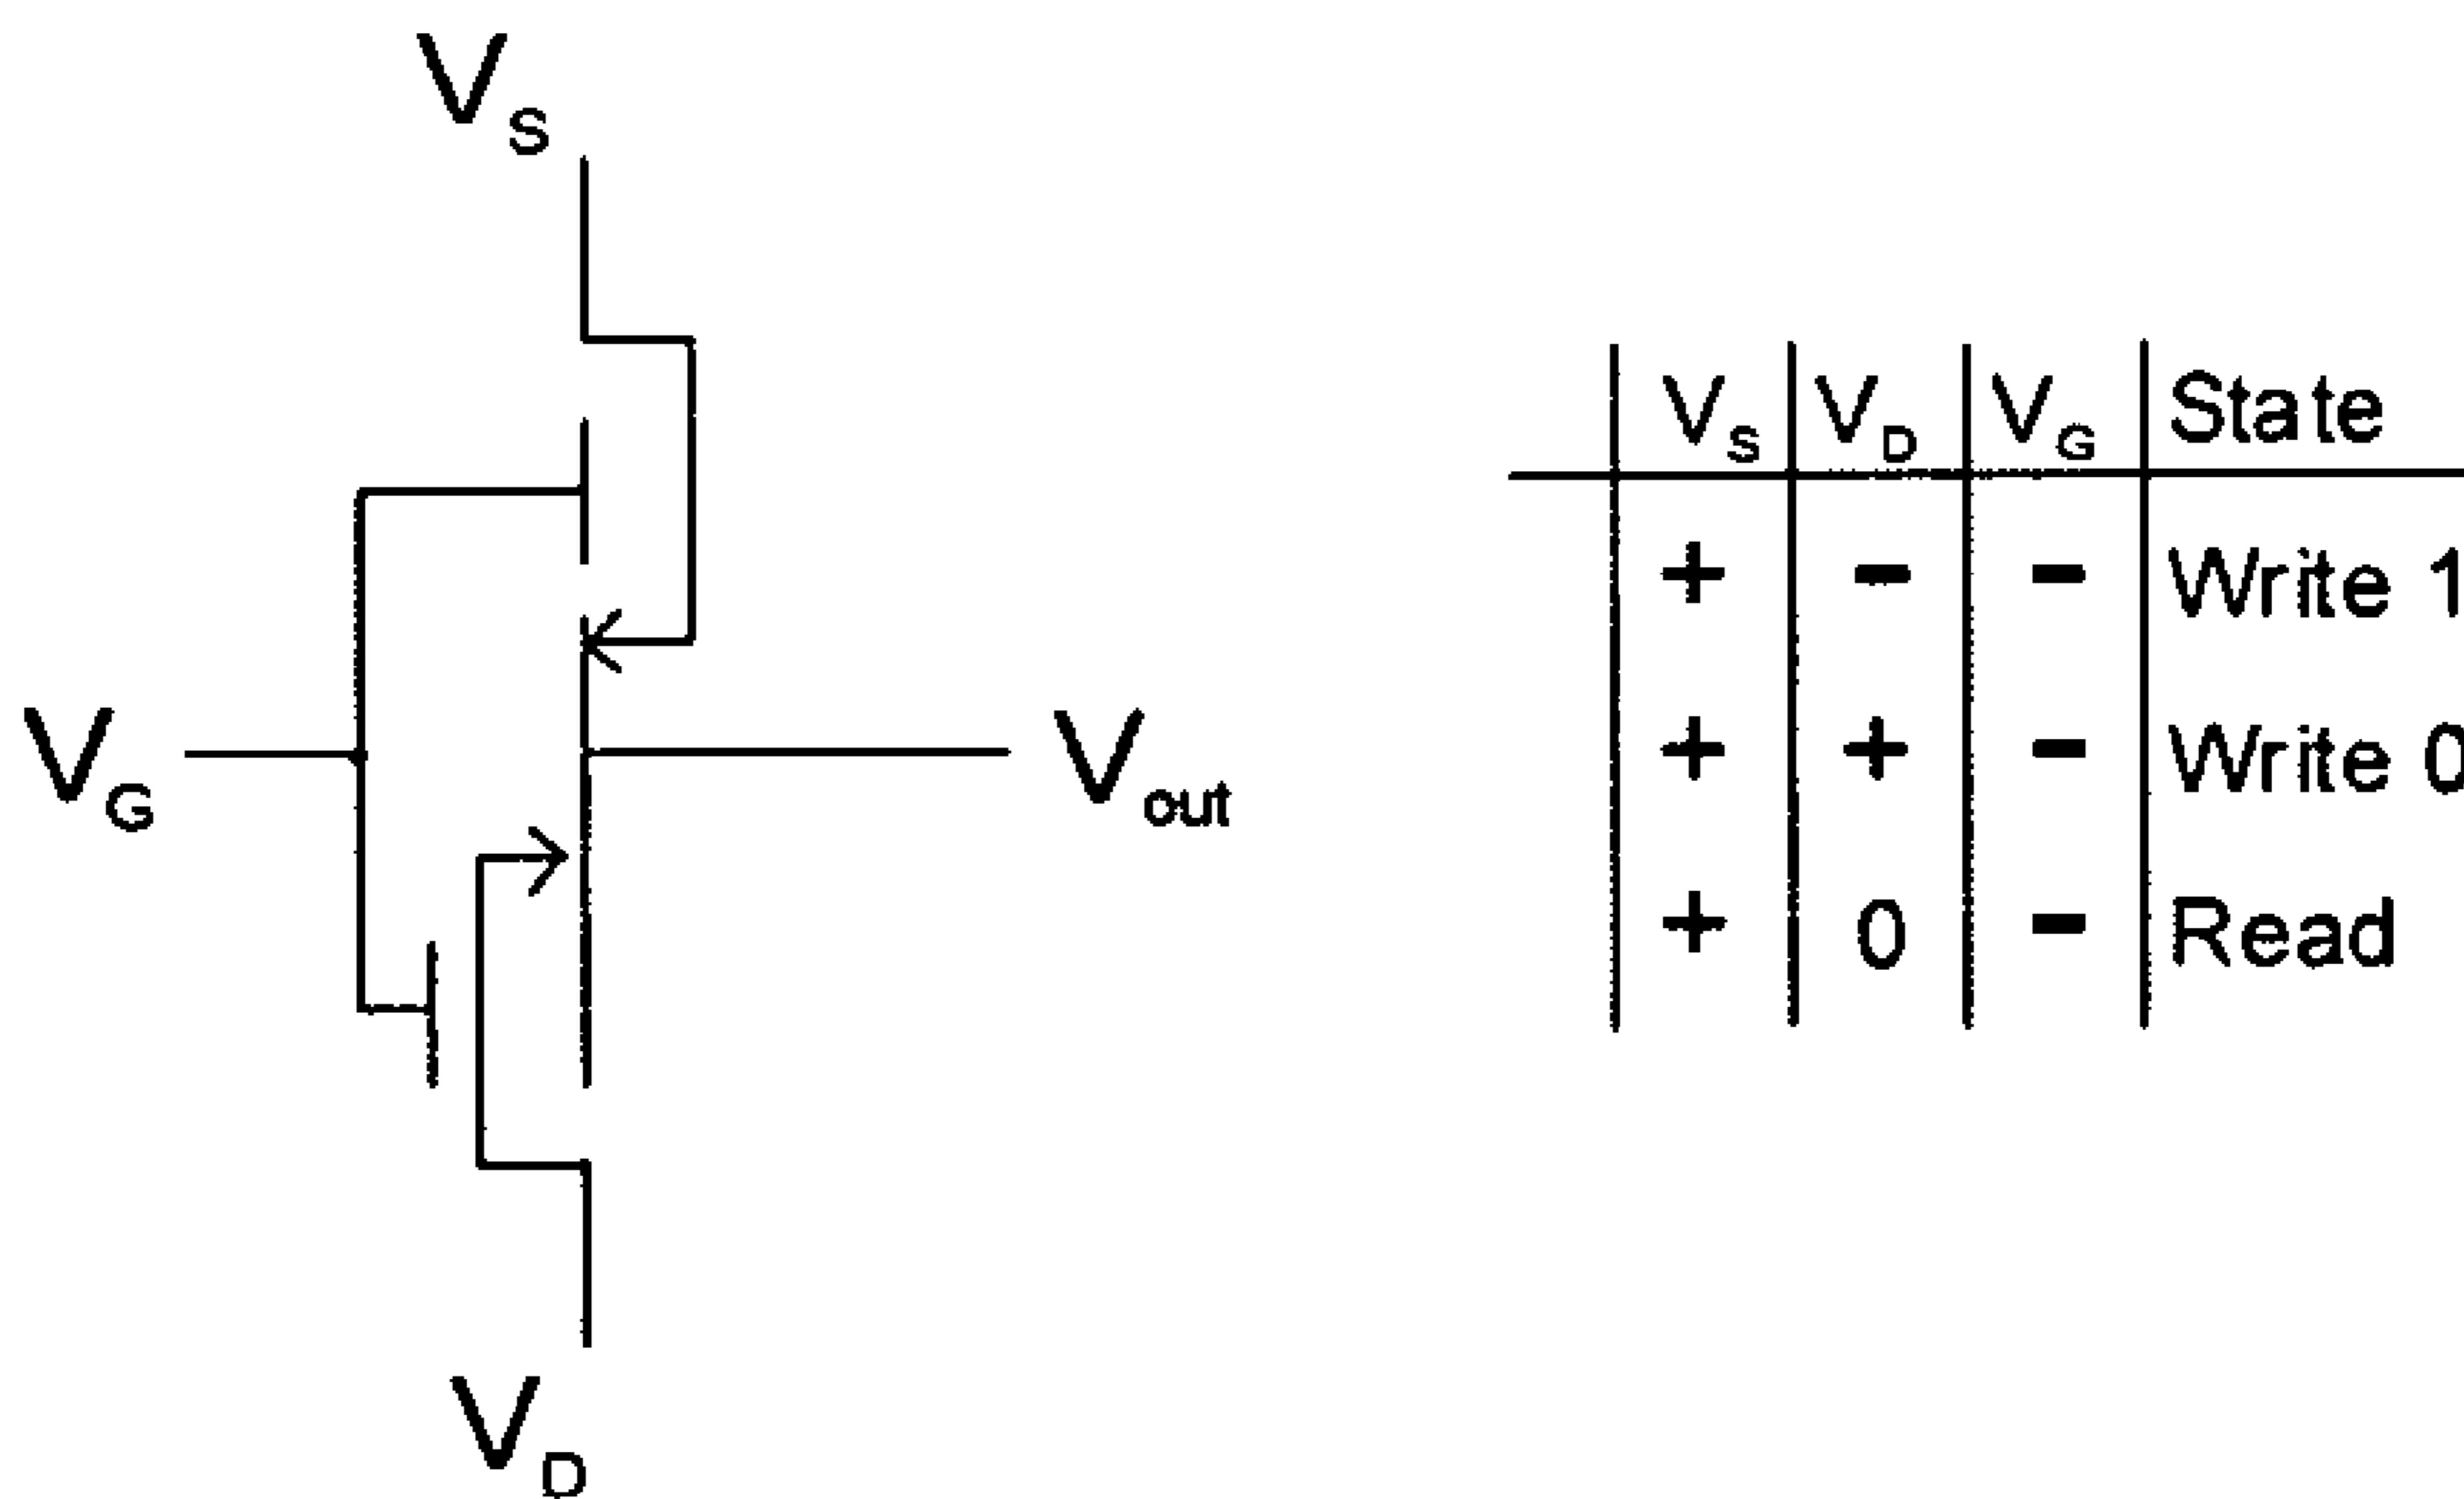 V_S
V_G
V_out
V_D
V_S V_D V_G State
+ - - Write 1
+ + - Write 0
+ 0 - Read